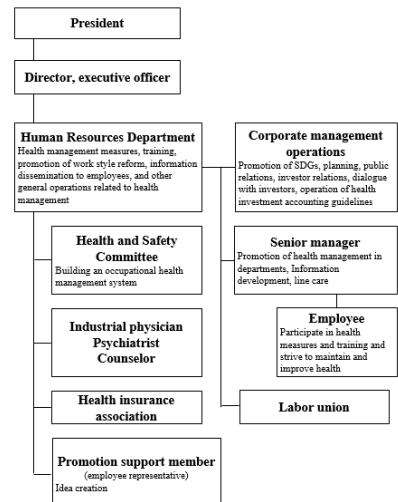 President
Director, executive officer
Human Resources Department
Health management measures, training,
promotion of work style reform, information
dissemination to employees, and other
general operations related to health
management
Corporate management
operations
Promotion of SDGs, planning, public
relations, investor relations, dialogue
with investors, operation of health
investment accounting guidelines
Health and Safety
Committee
Building an occupational health
management system
Senior manager
Promotion of health management in
departments, Information
development, line care
Industrial physician
Psychiatrist
Counselor
Employee
Participate in health
measures and training and
strive to maintain and
improve health
Health insurance
association
Labor union
Promotion support member
(employee representative)
Idea creation